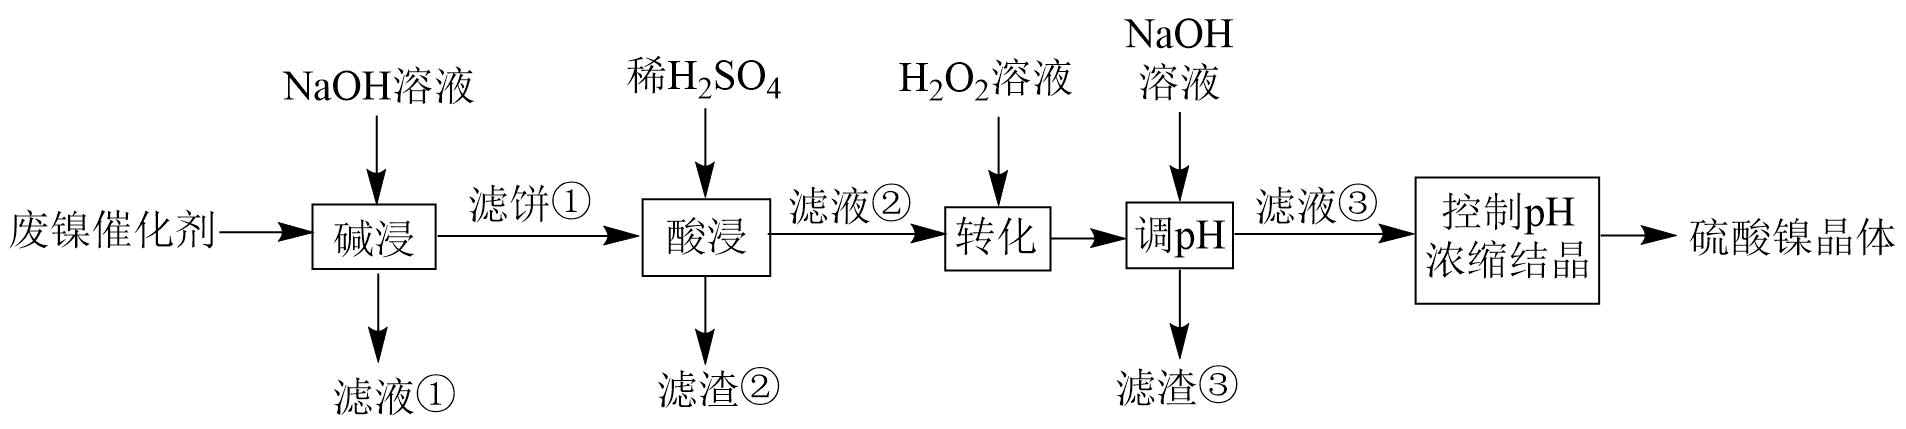 NaOH溶液
稀H₂SO₄
H₂O₂溶液
NaOH
溶液
废镍催化剂
碱浸
滤饼①
酸浸
滤液②
转化
调pH
滤液③
控制pH
浓缩结晶
硫酸镍晶体
滤液①
滤渣②
滤渣③